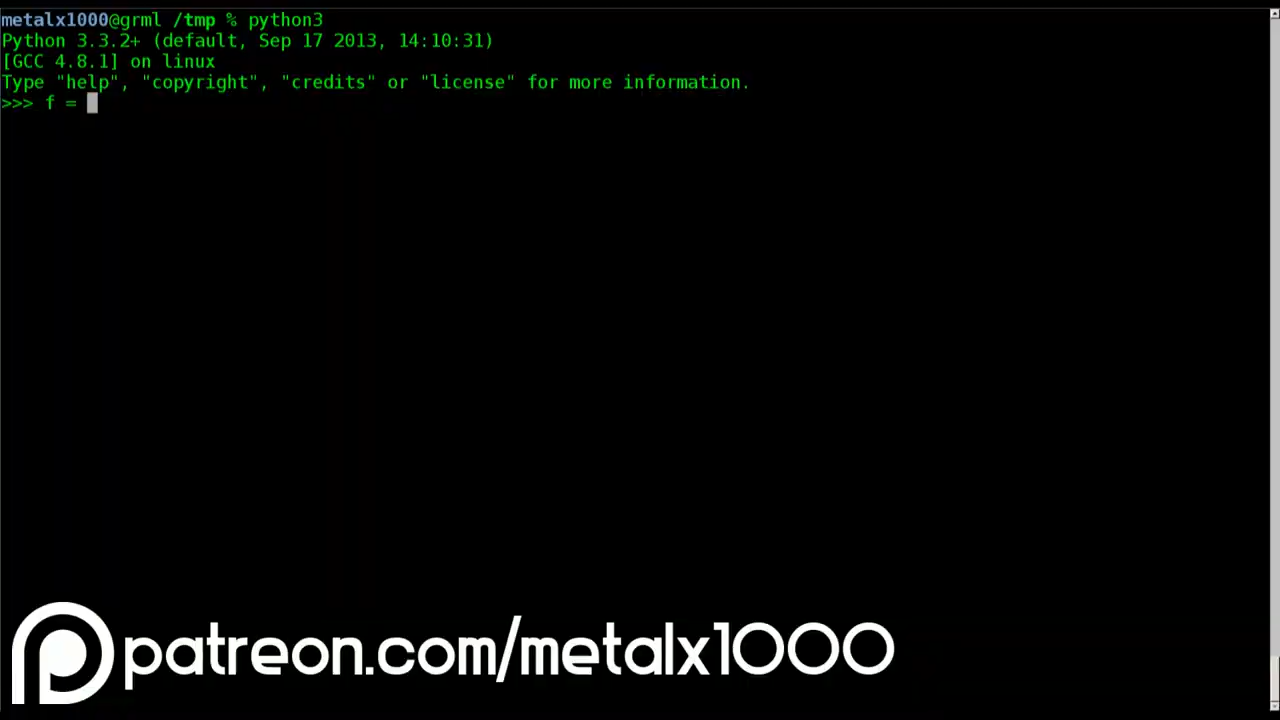 metalx1000@grml /tmp % python3
Python 3.3.2+ (default, Sep 17 2013, 14:10:31)
[GCC 4.8.1] on linux
Type "help", "copyright", "credits" or "license" for more information.
>>> f =
patreon.com/metalx1000